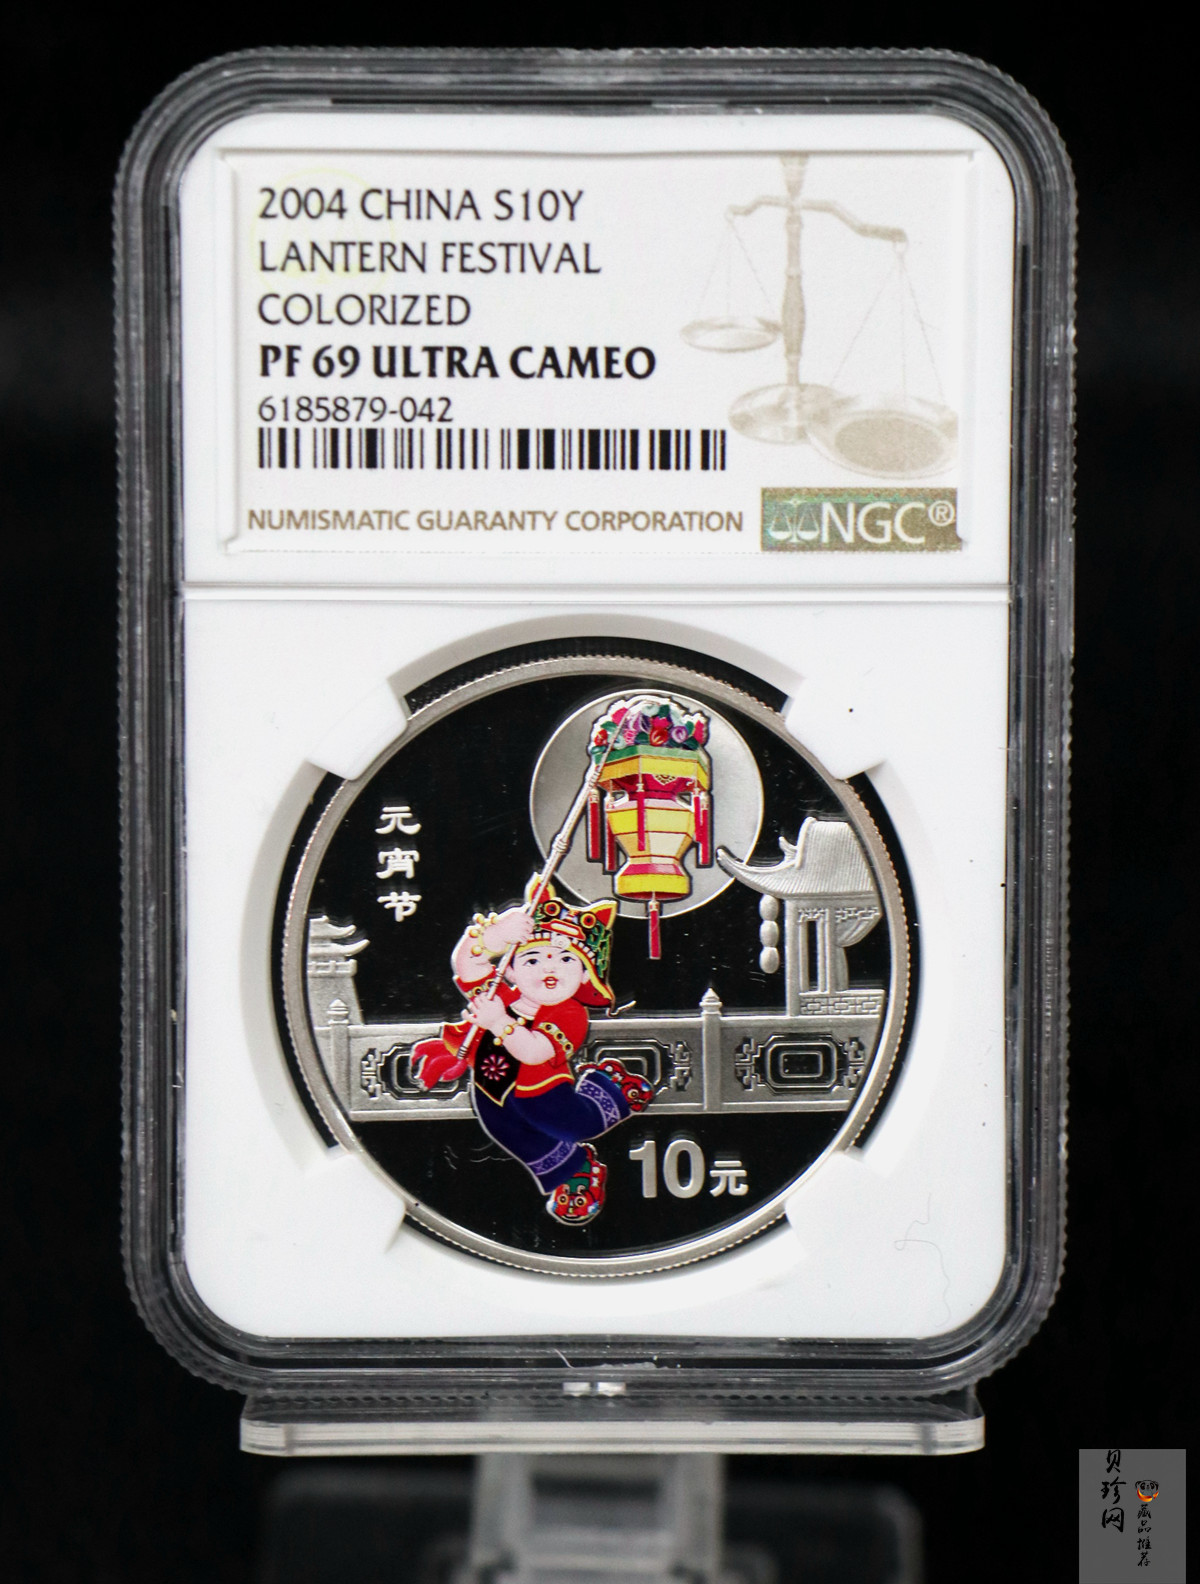 2004 CHINA S10Y
LANTERN FESTIVAL
COLORIZED
PF 69 ULTRA CAMEO
6185879-042
NUMISMATIC GUARANTY CORPORATION
NGC®
元宵节
10元
贝珍网
藏品推荐